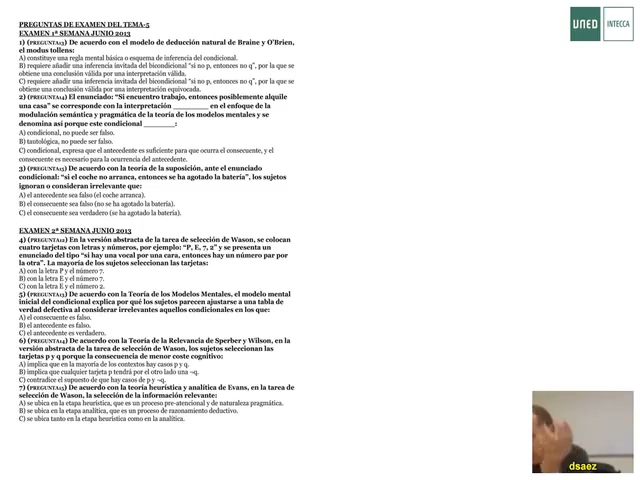 PREGUNTAS DE EXAMEN DEL TEMA-5
EXAMEN 1ª SEMANA JUNIO 2013
1) (PREGUNTA13) De acuerdo con el modelo de deducción natural de Braine y O'Brien,
el modus tollens:
A) constituye una regla mental básica o esquema de inferencia del condicional.
B) requiere añadir una inferencia invitada del bicondicional "si no p, entonces no q", por la que se
obtiene una conclusión válida por una interpretación válida.
C) requiere añadir una inferencia invitada del bicondicional "si no p, entonces no q", por la que se
obtiene una conclusión válida por una interpretación equivocada.
2) (PREGUNTA14) El enunciado: "Si encuentro trabajo, entonces posiblemente alquile
una casa" se corresponde con la interpretación ________ en el enfoque de la
modulación semántica y pragmática de la teoría de los modelos mentales y se
denomina así porque este condicional _______:
A) condicional, no puede ser falso.
B) tautológica, no puede ser falso.
C) condicional, expresa que el antecedente es suficiente para que ocurra el consecuente, y el
consecuente es necesario para la ocurrencia del antecedente.
3) (PREGUNTA15) De acuerdo con la teoría de la suposición, ante el enunciado
condicional: "si el coche no arranca, entonces se ha agotado la batería", los sujetos
ignoran o consideran irrelevante que:
A) el antecedente sea falso (el coche arranca).
B) el consecuente sea falso (no se ha agotado la batería).
C) el consecuente sea verdadero (se ha agotado la batería).
EXAMEN 2ª SEMANA JUNIO 2013
4) (PREGUNTA12) En la versión abstracta de la tarea de selección de Wason, se colocan
cuatro tarjetas con letras y números, por ejemplo: "P, E, 7, 2" y se presenta un
enunciado del tipo "si hay una vocal por una cara, entonces hay un número par por
la otra". La mayoría de los sujetos seleccionan las tarjetas:
A) con la letra P y el número 7.
B) con la letra E y el número 7.
C) con la letra E y el número 2.
5) (PREGUNTA13) De acuerdo con la Teoría de los Modelos Mentales, el modelo mental
inicial del condicional explica por qué los sujetos parecen ajustarse a una tabla de
verdad defectiva al considerar irrelevantes aquellos condicionales en los que:
A) el consecuente es falso.
B) el antecedente es falso.
C) el antecedente es verdadero.
6) (PREGUNTA14) De acuerdo con la Teoría de la Relevancia de Sperber y Wilson, en la
versión abstracta de la tarea de selección de Wason, los sujetos seleccionan las
tarjetas p y q porque la consecuencia de menor coste cognitivo:
A) implica que en la mayoría de los contextos hay casos p y q.
B) implica que cualquier tarjeta p tendrá por el otro lado una ¬q.
C) contradice el supuesto de que hay casos de p y ¬q.
7) (PREGUNTA15) De acuerdo con la teoría heurística y analítica de Evans, en la tarea de
selección de Wason, la selección de la información relevante:
A) se ubica en la etapa heurística, que es un proceso pre-atencional y de naturaleza pragmática.
B) se ubica en la etapa analítica, que es un proceso de razonamiento deductivo.
C) se ubica tanto en la etapa heurística como en la analítica.
UNED INTECCA
dsaez